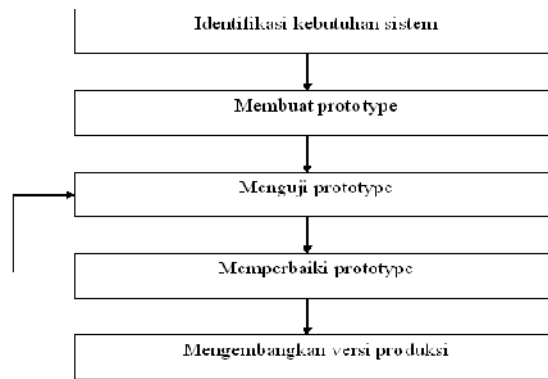 Identifikasi kebutuhan sistem
Membuat prototype
Menguji prototype
Memperbaiki prototype
Mengembangkan versi produksi